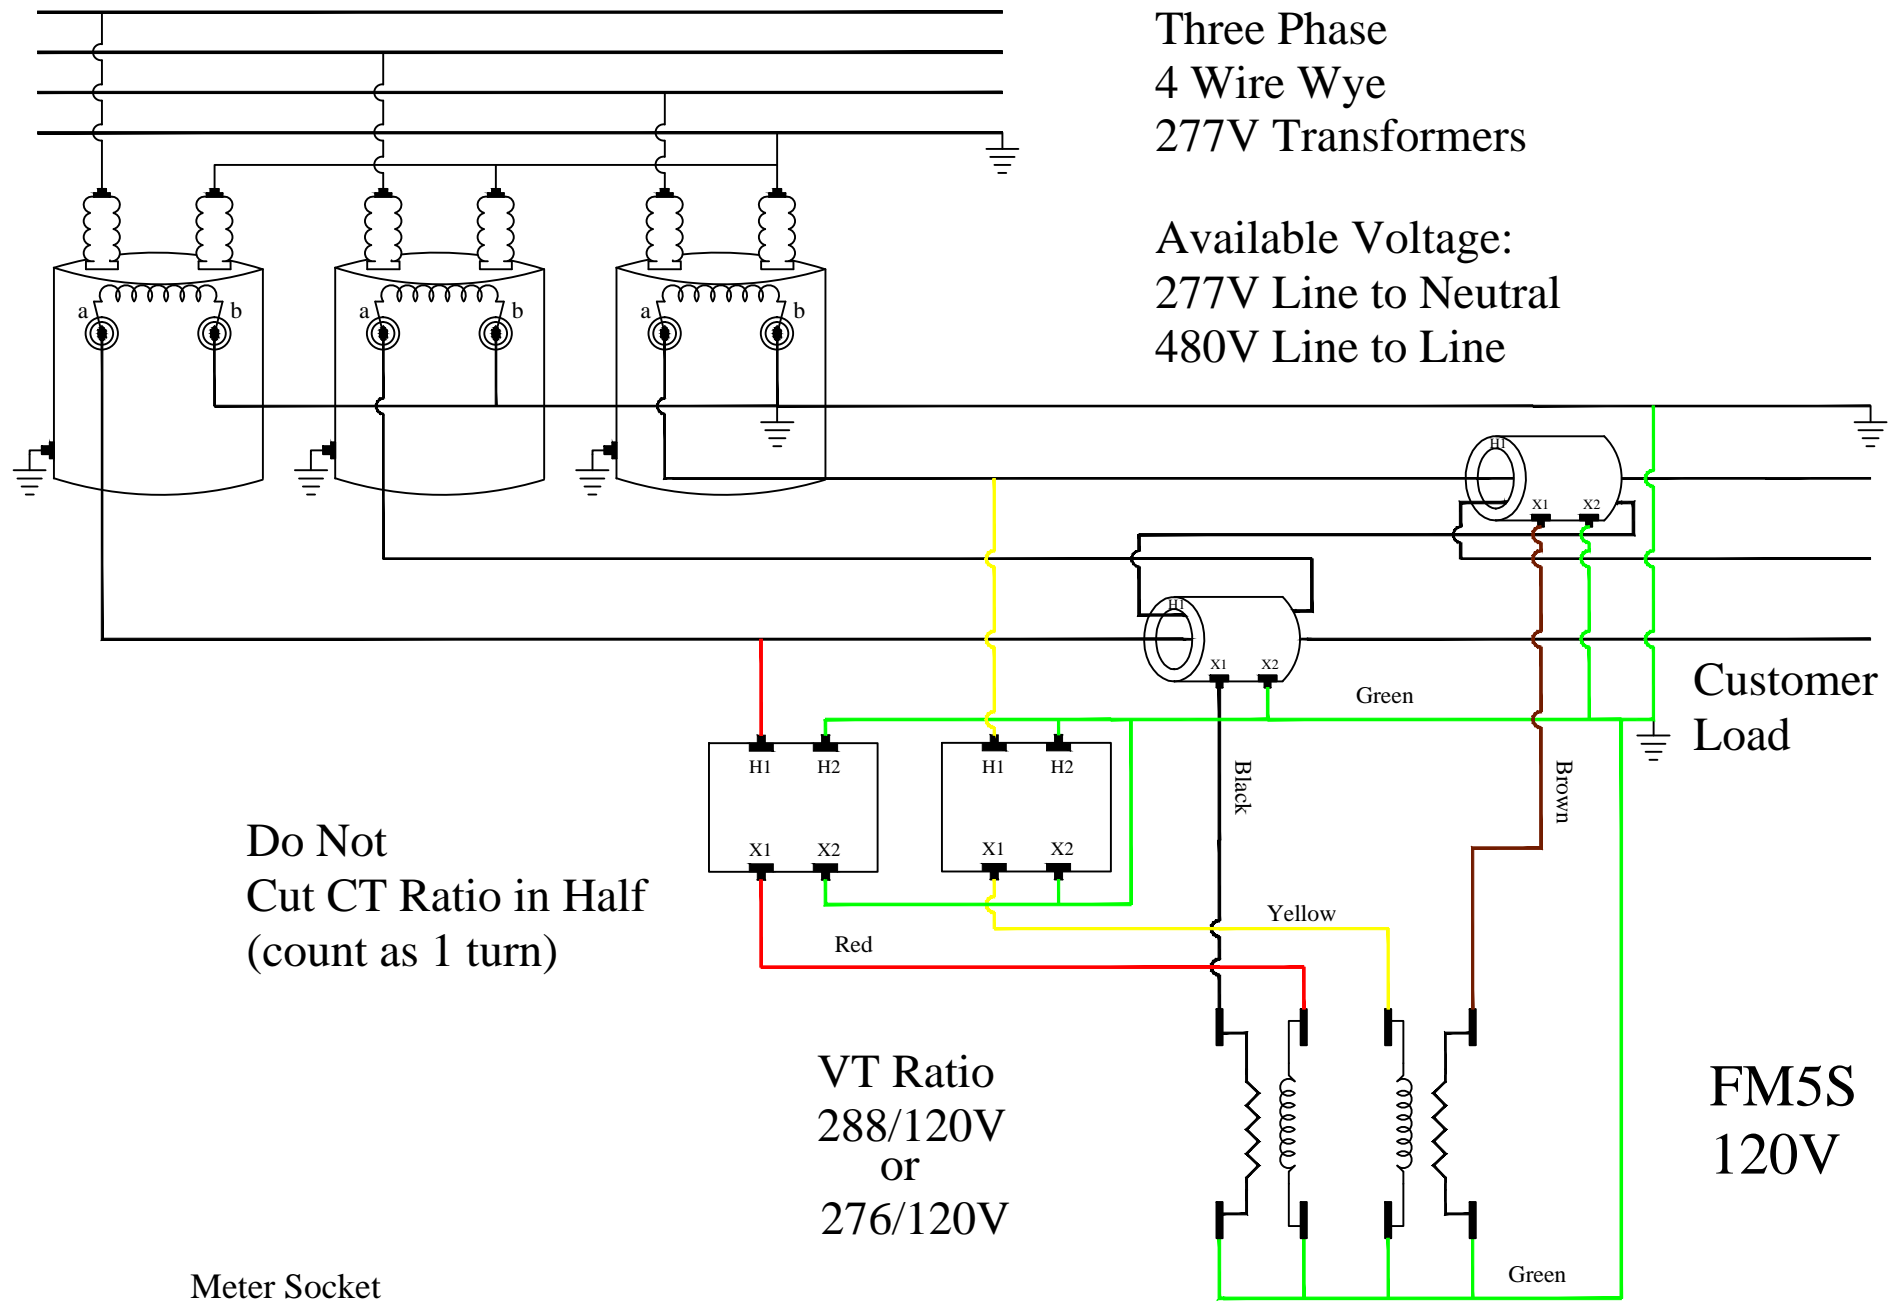 Three Phase
4 Wire Wye
277V Transformers
Available Voltage:
277V Line to Neutral
480V Line to Line
a
b
a
b
a
b
H1
X1
X2
H1
X1
X2
Green
Customer
Load
H1
H2
H1
H2
Black
Brown
X1
X2
X1
X2
Do Not
Cut CT Ratio in Half
(count as 1 turn)
Yellow
Red
VT Ratio
288/120V
or
276/120V
FM5S
120V
Green
Meter Socket